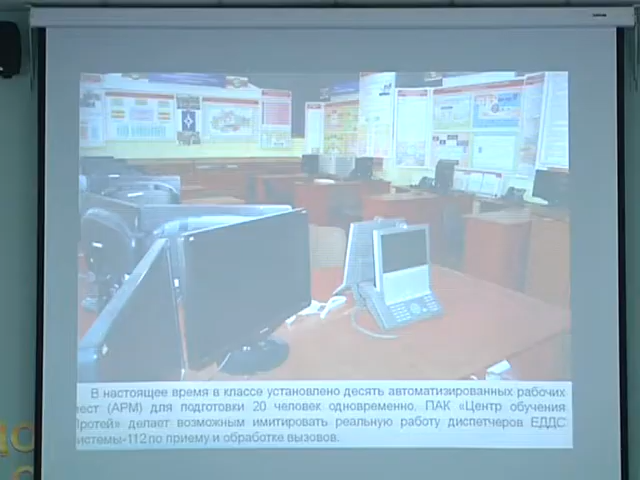 В настоящее время в классе установлено десять автоматизированных рабочих
мест (АРМ) для подготовки 20 человек одновременно. ПАК «Центр обучения
Протей» делает возможным имитировать реальную работу диспетчеров ЕДДС
системы-112 по приему и обработке вызовов.